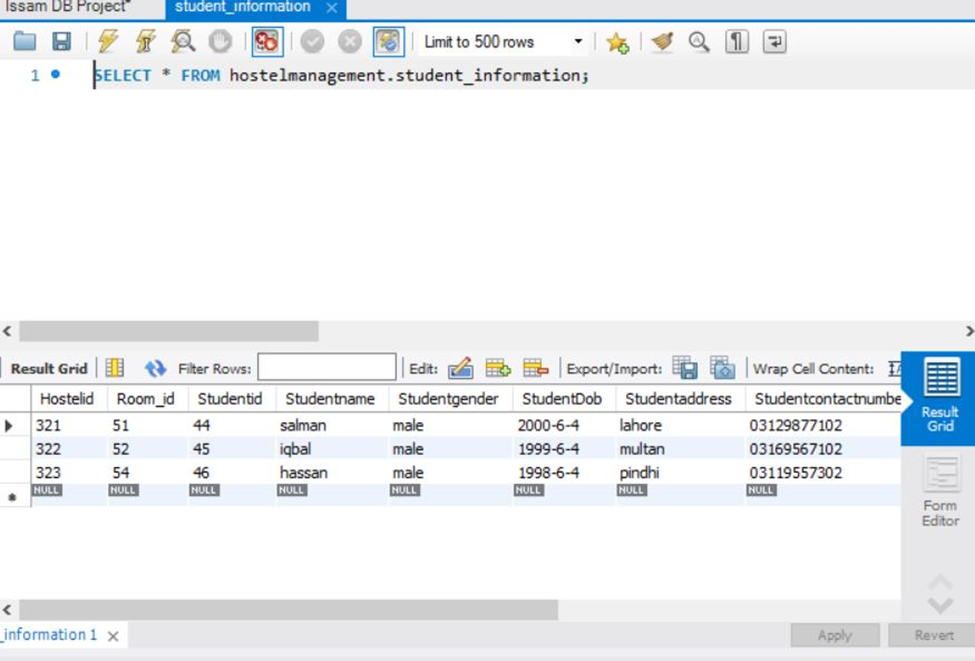 Issam DB Project* student_information
Limit to 500 rows
1 SELECT * FROM hostelmanagement.student_information;
Result Grid Filter Rows: Edit: Export/Import: Wrap Cell Content:
Hostelid Room_id Studentid Studentname Studentgender StudentDob Studentaddress Studentcontactnumbe
321 51 44 salman male 2000-6-4 lahore 03129877102
322 52 45 iqbal male 1999-6-4 multan 03169567102
323 54 46 hassan male 1998-6-4 pindhi 03119557302
NULL NULL NULL NULL NULL NULL NULL NULL
Result
Grid
Form
Editor
_information 1
Apply Revert